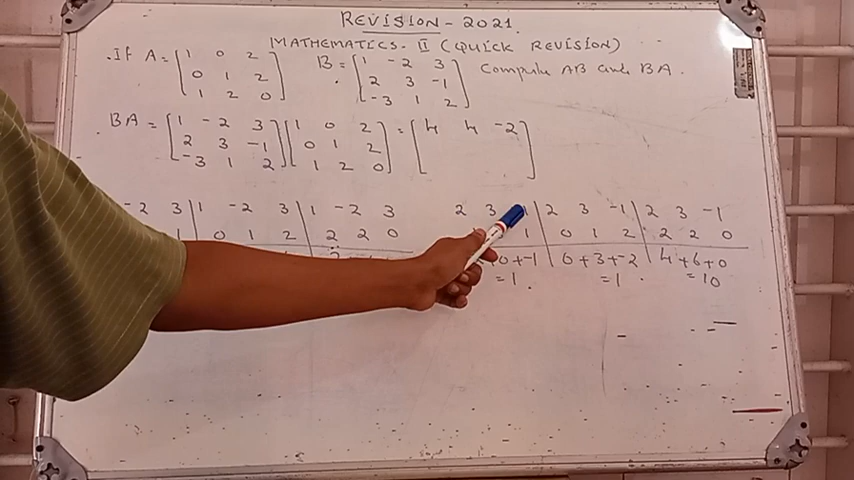 REVISION - 2021.
MATHEMATICS. II (QUICK REVISION)
. If A = [1 0 2 B = [1 -2 3] Compute AB and BA.
0 1 2 2 3 -1
1 2 0] -3 1 2]
. BA = [1 -2 3 [1 0 2 = [4 4 -2]
2 3 -1 0 1 2
-3 1 2] 1 2 0]
-2 3 | 1 -2 3 | 1 -2 3 2 3 | 2 3 -1 | 2 3 -1
1 0 1 2 2 2 0 1 0 1 2 2 2 0
+0+-1 0+3+-2 4+6+0
=1. =1. =10